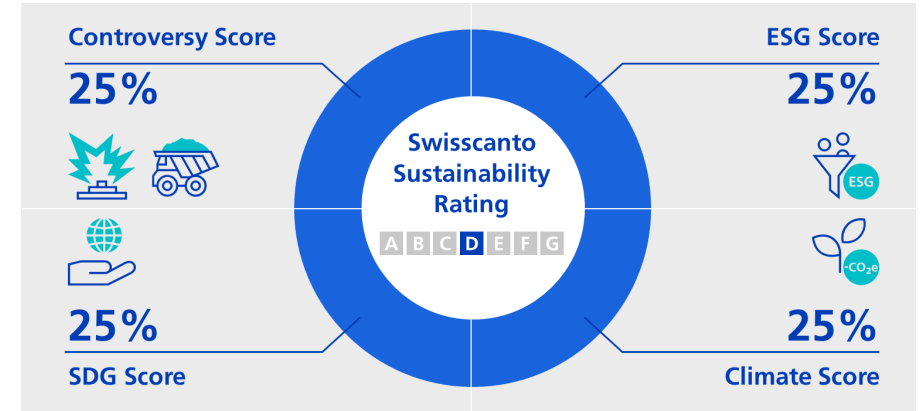 Controversy Score
25%
ESG Score
25%
ESG
Swisscanto
Sustainability
Rating
A B C D E F G
25%
SDG Score
-CO₂e
25%
Climate Score